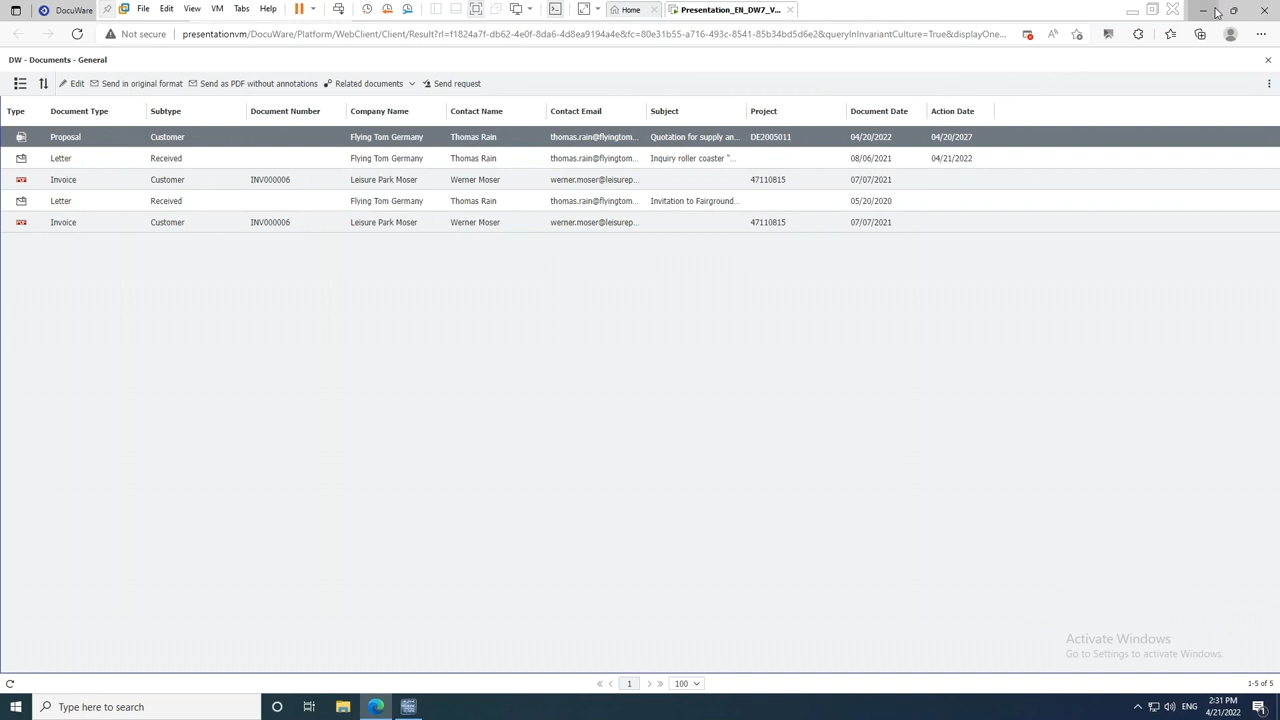 DocuWare File Edit View VM Tabs Help Home Presentation_EN_DW7_V...
Not secure presentationvm/DocuWare/Platform/WebClient/Client/Result?rl=f1824a7f-db62-4e0f-8da6-4d8ea9194a4e&fc=80e31b55-a716-493c-8541-85b34bd5d6e2&queryInInvariantCulture=True&displayOne...
DW - Documents - General
Edit Send in original format Send as PDF without annotations Related documents Send request
Type Document Type Subtype Document Number Company Name Contact Name Contact Email Subject Project Document Date Action Date
Proposal Customer Flying Tom Germany Thomas Rain thomas.rain@flyingtom... Quotation for supply an... DE2005011 04/20/2022 04/20/2027
Letter Received Flying Tom Germany Thomas Rain thomas.rain@flyingtom... Inquiry roller coaster "... 08/06/2021 04/21/2022
Invoice Customer INV000006 Leisure Park Moser Werner Moser werner.moser@leisurep... 47110815 07/07/2021
Letter Received Flying Tom Germany Thomas Rain thomas.rain@flyingtom... Invitation to Fairground... 05/20/2020
Invoice Customer INV000006 Leisure Park Moser Werner Moser werner.moser@leisurep... 47110815 07/07/2021
Activate Windows
Go to Settings to activate Windows.
1 100 1-5 of 5
Type here to search ENG 2:31 PM
4/21/2022